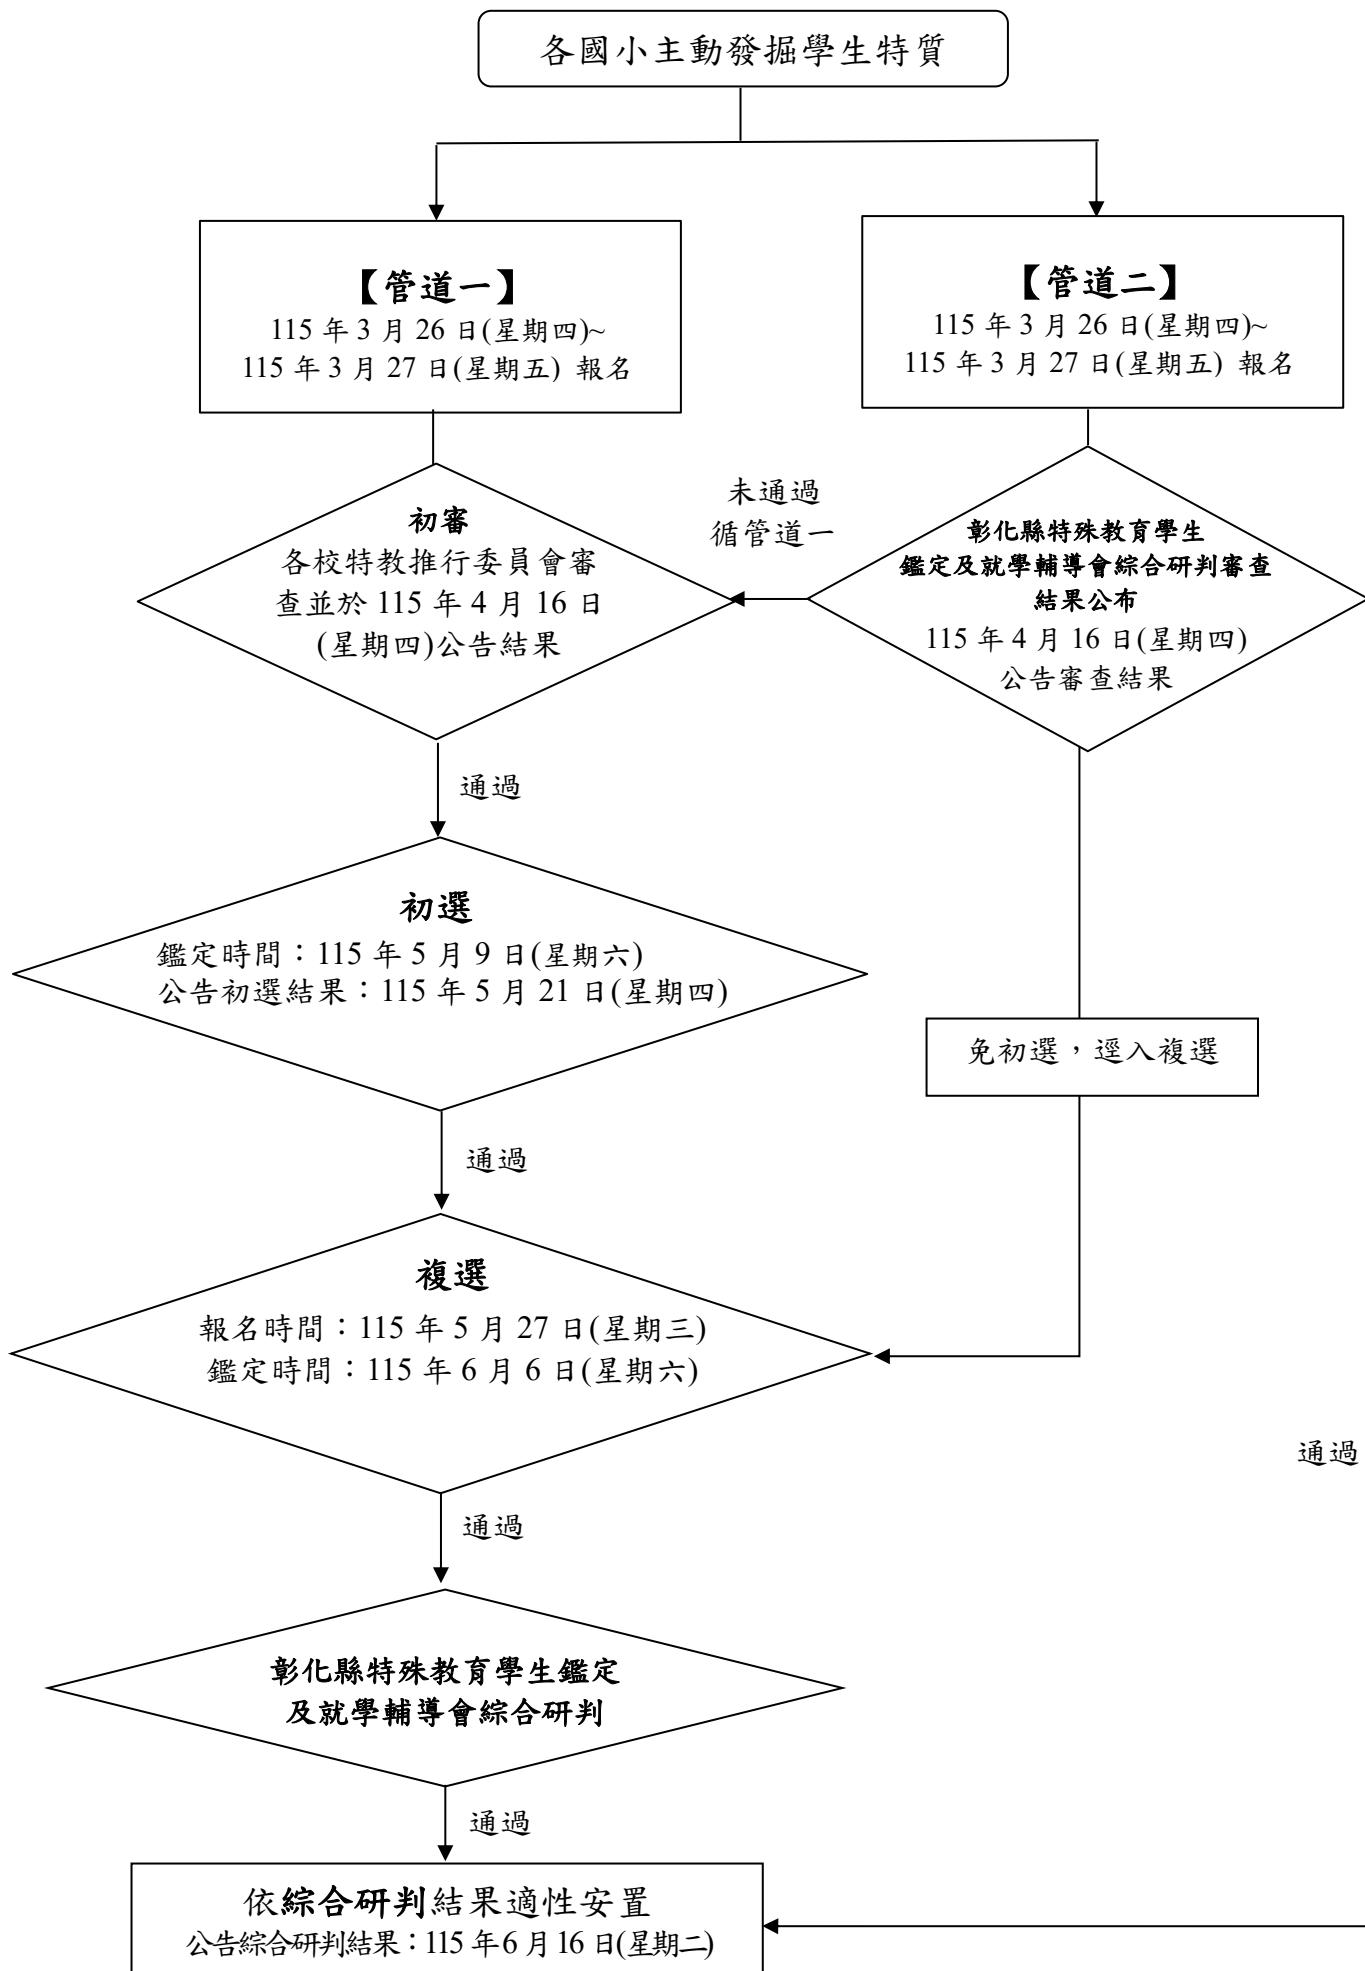 各國小主動發掘學生特質
【管道一】
115 年 3 月 26 日(星期四)~
115 年 3 月 27 日(星期五) 報名
【管道二】
115 年 3 月 26 日(星期四)~
115 年 3 月 27 日(星期五) 報名
初審
各校特教推行委員會審
查並於 115 年 4 月 16 日
(星期四)公告結果
未通過
循管道一
彰化縣特殊教育學生
鑑定及就學輔導會綜合研判審查
結果公布
115 年 4 月 16 日(星期四)
公告審查結果
通過
初選
鑑定時間：115 年 5 月 9 日(星期六)
公告初選結果：115 年 5 月 21 日(星期四)
免初選，逕入複選
通過
複選
報名時間：115 年 5 月 27 日(星期三)
鑑定時間：115 年 6 月 6 日(星期六)
通過
通過
彰化縣特殊教育學生鑑定
及就學輔導會綜合研判
通過
依綜合研判結果適性安置
公告綜合研判結果：115 年 6 月 16 日(星期二)